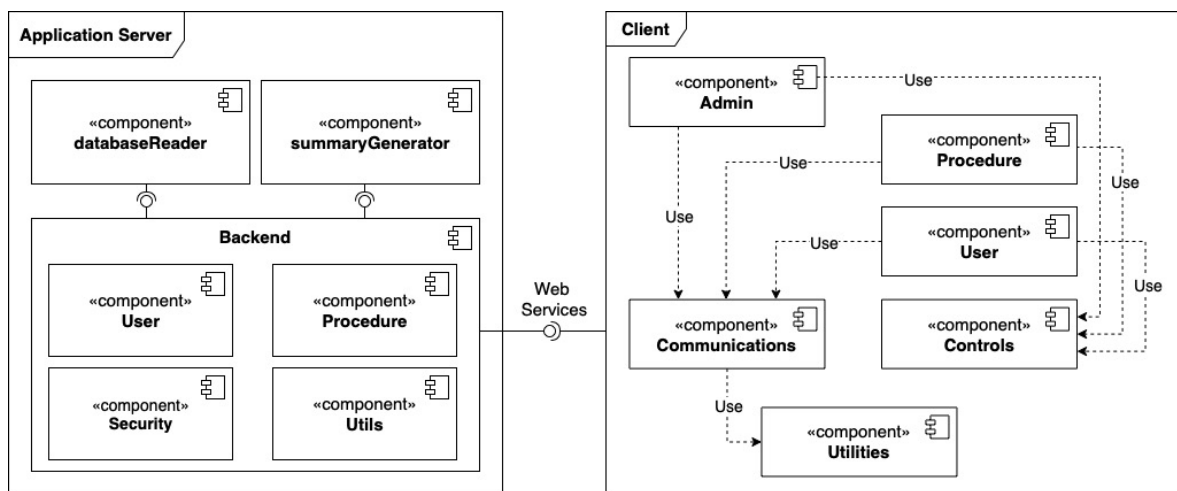 Application Server
«component»
databaseReader
«component»
summaryGenerator
Backend
«component»
User
«component»
Procedure
«component»
Security
«component»
Utils
Web
Services
Client
«component»
Admin
Use
«component»
Procedure
Use
Use
Use
«component»
User
Use
Use
«component»
Communications
«component»
Controls
Use
«component»
Utilities